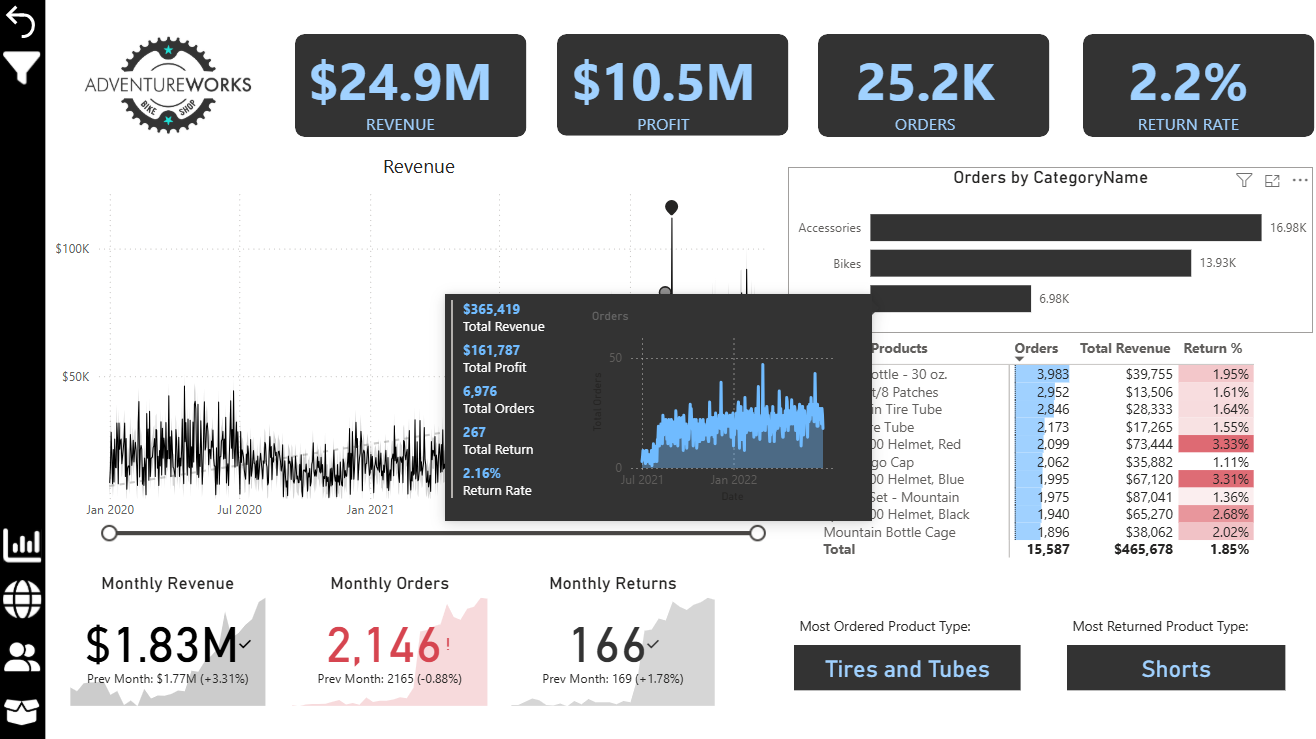 ADVENTUREWORKS
BIKE SHOP
$24.9M
REVENUE
$10.5M
PROFIT
25.2K
ORDERS
2.2%
RETURN RATE
Revenue
$100K
$50K
Jan 2020
Jul 2020
Jan 2021
Orders by CategoryName
Accessories
16.98K
Bikes
13.93K
6.98K
$365,419
Total Revenue
$161,787
Total Profit
6,976
Total Orders
267
Total Return
2.16%
Return Rate
Orders
Total Orders
50
0
Jul 2021
Jan 2022
Date
Products Orders Total Revenue Return %
ottle - 30 oz. 3,983 $39,755 1.95%
t/8 Patches 2,952 $13,506 1.61%
in Tire Tube 2,846 $28,333 1.64%
re Tube 2,173 $17,265 1.55%
00 Helmet, Red 2,099 $73,444 3.33%
go Cap 2,062 $35,882 1.11%
00 Helmet, Blue 1,995 $67,120 3.31%
Set - Mountain 1,975 $87,041 1.36%
00 Helmet, Black 1,940 $65,270 2.68%
Mountain Bottle Cage 1,896 $38,062 2.02%
Total 15,587 $465,678 1.85%
Monthly Revenue
$1.83M
Prev Month: $1.77M (+3.31%)
Monthly Orders
2,146!
Prev Month: 2165 (-0.88%)
Monthly Returns
166
Prev Month: 169 (+1.78%)
Most Ordered Product Type:
Tires and Tubes
Most Returned Product Type:
Shorts